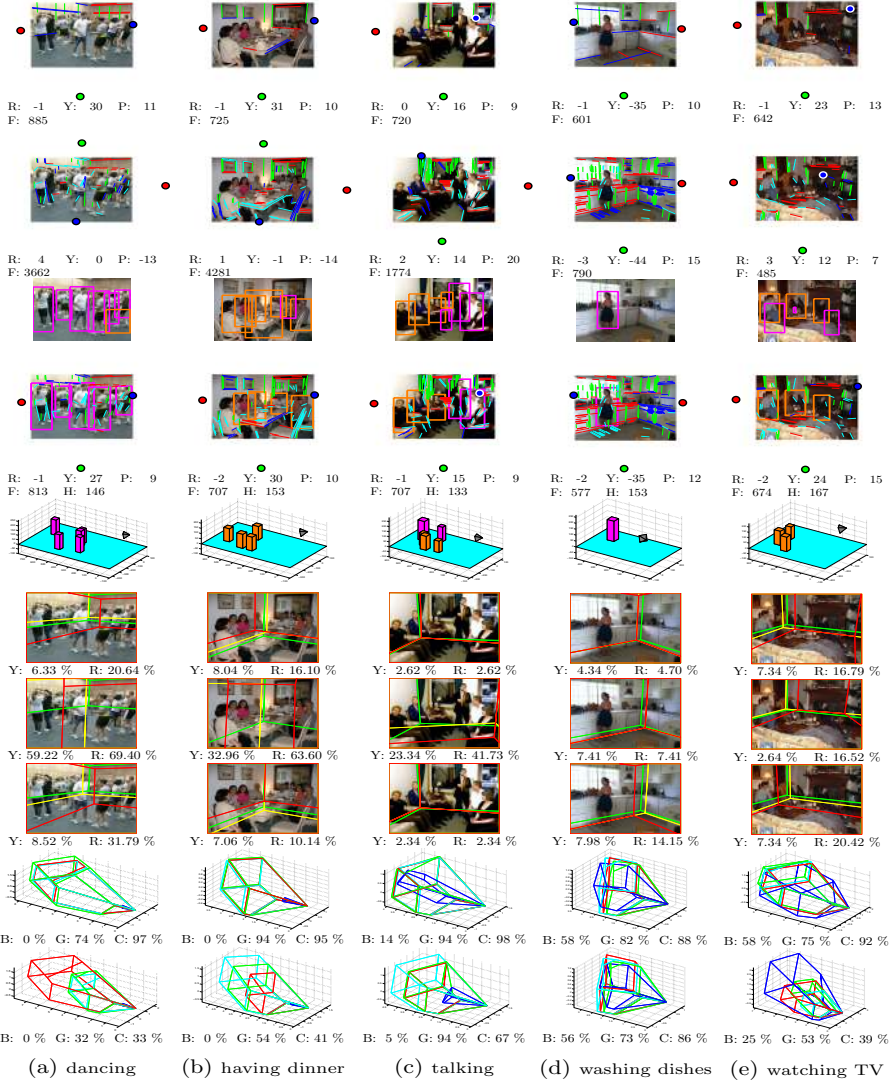 R: -1 Y: 30 P: 11 R: -1 Y: 31 P: 10 R: 0 Y: 16 P: 9 R: -1 Y: -35 P: 10 R: -1 Y: 23 P: 13
F: 885 F: 725 F: 720 F: 601 F: 642
R: 4 Y: 0 P: -13 R: 1 Y: -1 P: -14 R: 2 Y: 14 P: 20 R: -3 Y: -44 P: 15 R: 3 Y: 12 P: 7
F: 3662 F: 4281 F: 1774 F: 790 F: 485
R: -1 Y: 27 P: 9 R: -2 Y: 30 P: 10 R: -1 Y: 15 P: 9 R: -2 Y: -35 P: 12 R: -2 Y: 24 P: 15
F: 813 H: 146 F: 707 H: 153 F: 707 H: 133 F: 577 H: 153 F: 674 H: 167
Y: 6.33 % R: 20.64 % Y: 8.04 % R: 16.10 % Y: 2.62 % R: 2.62 % Y: 4.34 % R: 4.70 % Y: 7.34 % R: 16.79 %
Y: 59.22 % R: 69.40 % Y: 32.96 % R: 63.60 % Y: 23.34 % R: 41.73 % Y: 7.41 % R: 7.41 % Y: 2.64 % R: 16.52 %
Y: 8.52 % R: 31.79 % Y: 7.06 % R: 10.14 % Y: 2.34 % R: 2.34 % Y: 7.98 % R: 14.15 % Y: 7.34 % R: 20.42 %
B: 0 % G: 74 % C: 97 % B: 0 % G: 94 % C: 95 % B: 14 % G: 94 % C: 98 % B: 58 % G: 82 % C: 88 % B: 58 % G: 75 % C: 92 %
B: 0 % G: 32 % C: 33 % B: 0 % G: 54 % C: 41 % B: 5 % G: 94 % C: 67 % B: 56 % G: 73 % C: 86 % B: 25 % G: 53 % C: 39 %
(a) dancing (b) having dinner (c) talking (d) washing dishes (e) watching TV